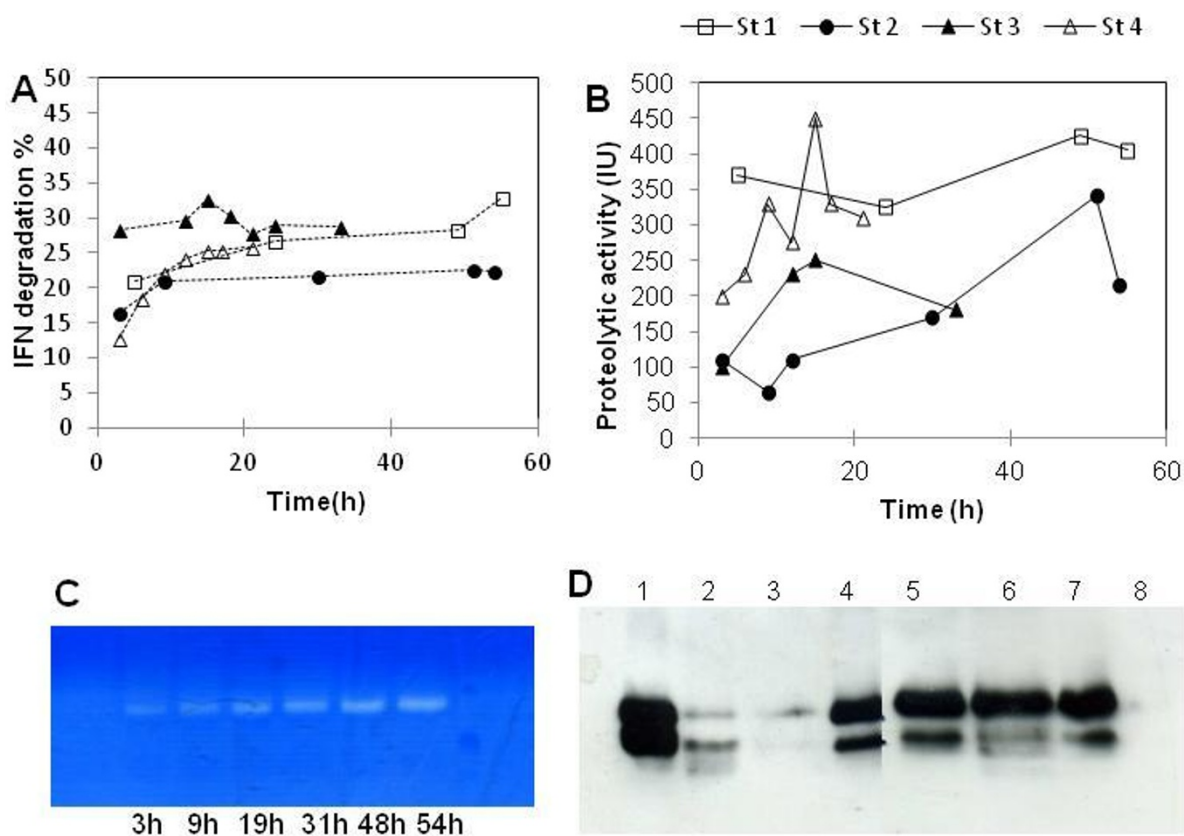 St 1 St 2 St 3 St 4
A
50
45
40
35
30
25
20
15
10
5
0
IFN degradation %
0 20 40 60
Time(h)
B
500
450
400
350
300
250
200
150
100
50
0
Proteolytic activity (IU)
0 20 40 60
Time (h)
C
3h 9h 19h 31h 48h 54h
D
1 2 3 4 5 6 7 8